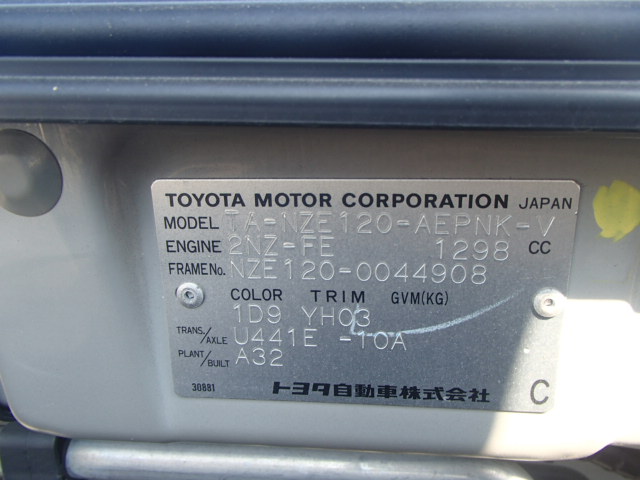 TOYOTA MOTOR CORPORATION JAPAN
MODEL TA-NZE120-AEPNK-V
ENGINE 2NZ-FE 1298 CC
FRAME No. NZE120-0044908
COLOR TRIM GVM(KG)
1D9 YH03
TRANS./AXLE U441E -10A
PLANT/BUILT A32
30881 トヨタ自動車株式会社 C